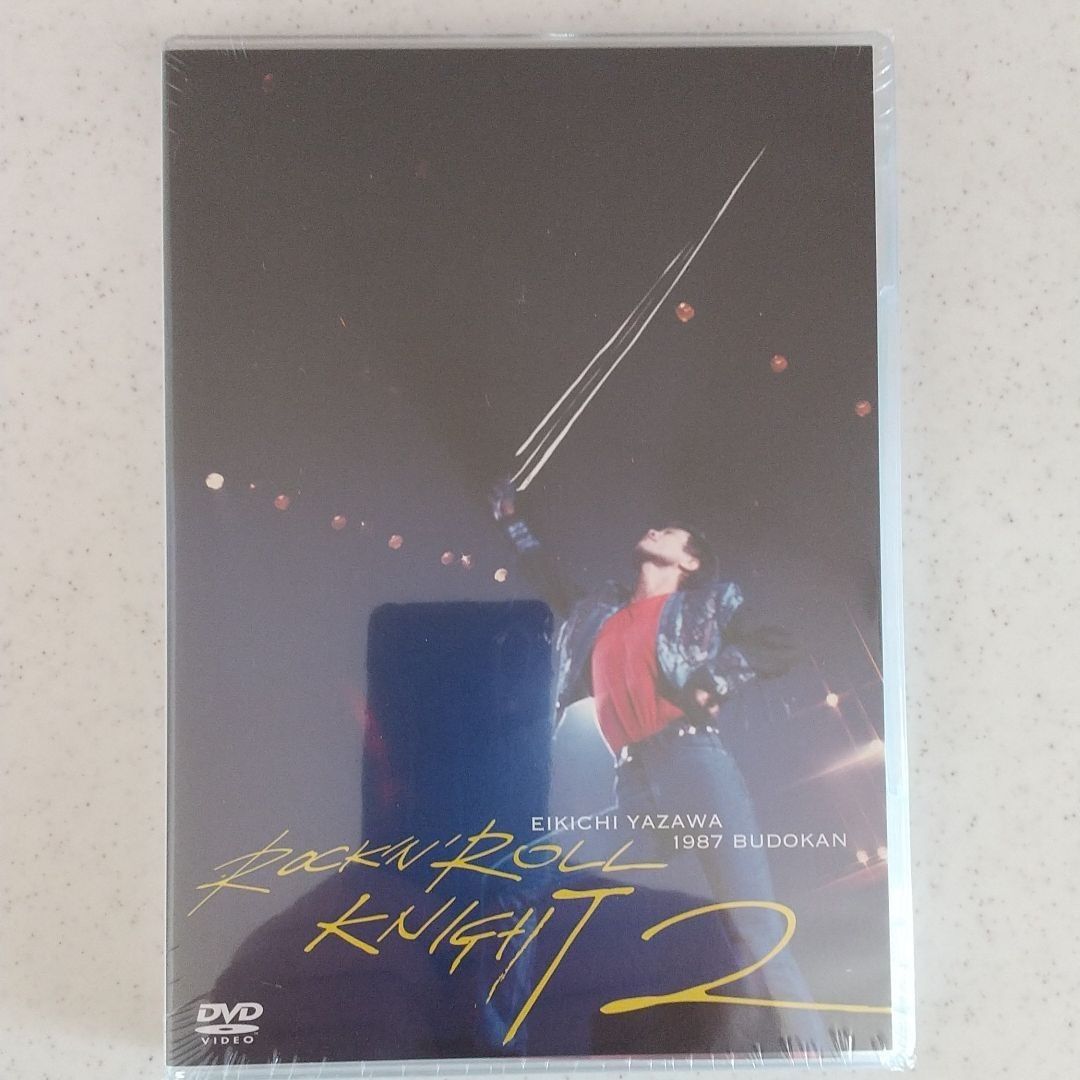 EIKICHI YAZAWA
1987 BUDOKAN
ROCK'N'ROLL
KNIGHT 2
DVD
VIDEO